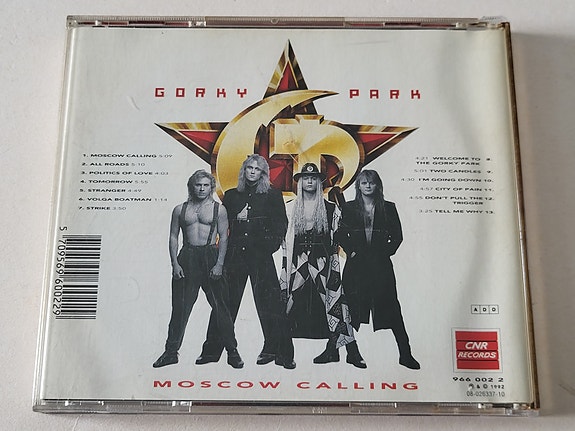 GORKY PARK
1. MOSCOW CALLING 5:09
2. ALL ROADS 5:10
3. POLITICS OF LOVE 4:03
4. TOMORROW 5:55
5. STRANGER 4:49
6. VOLGA BOATMAN 1:13
7. STRIKE 3:50
4:21 WELCOME TO 8.
THE GORKY PARK
5:01 TWO CANDLES 9.
4:30 I'M GOING DOWN 10.
4:57 CITY OF PAIN 11.
4:55 DON'T PULL THE 12.
TRIGGER
3:25 TELL ME WHY 13.
5 709569 600229
ADD
CNR
RECORDS
966 002 2
℗ & © 1992
08-026337-10
MOSCOW CALLING